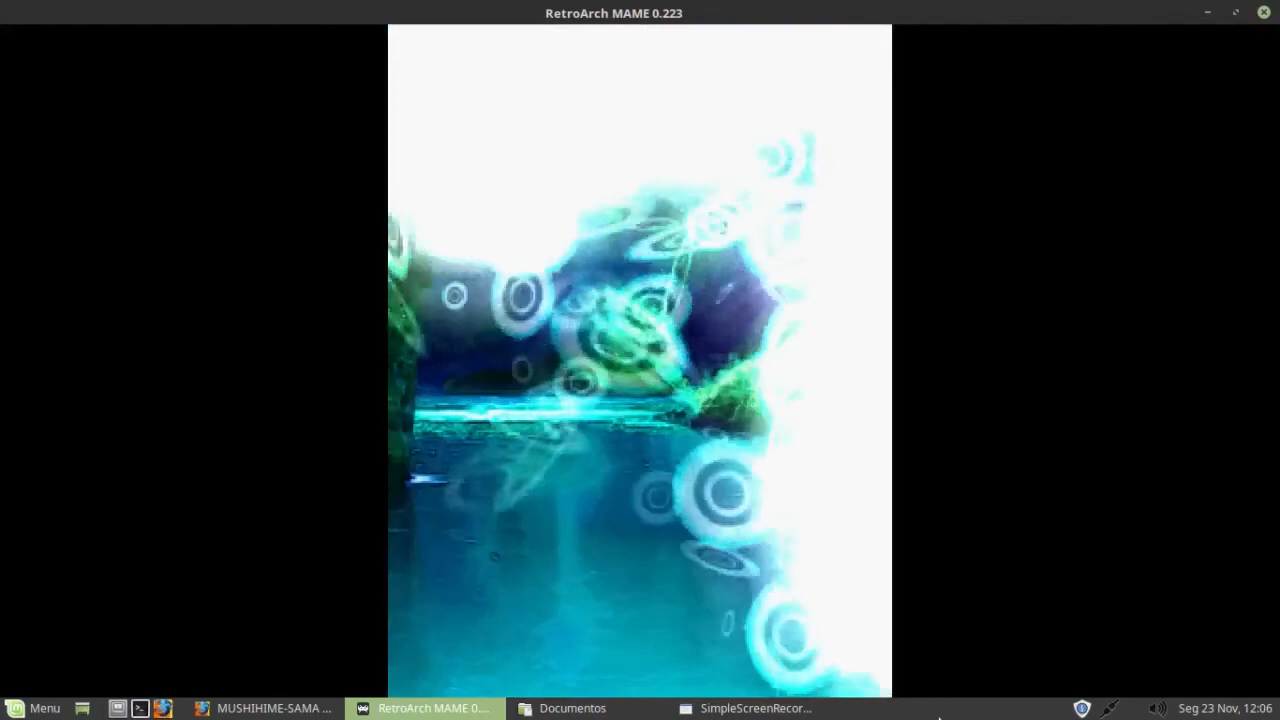 RetroArch MAME 0.223
Menu
MUSHIHIME-SAMA ...
RetroArch MAME 0....
Documentos
SimpleScreenRecor...
Seg 23 Nov, 12:06